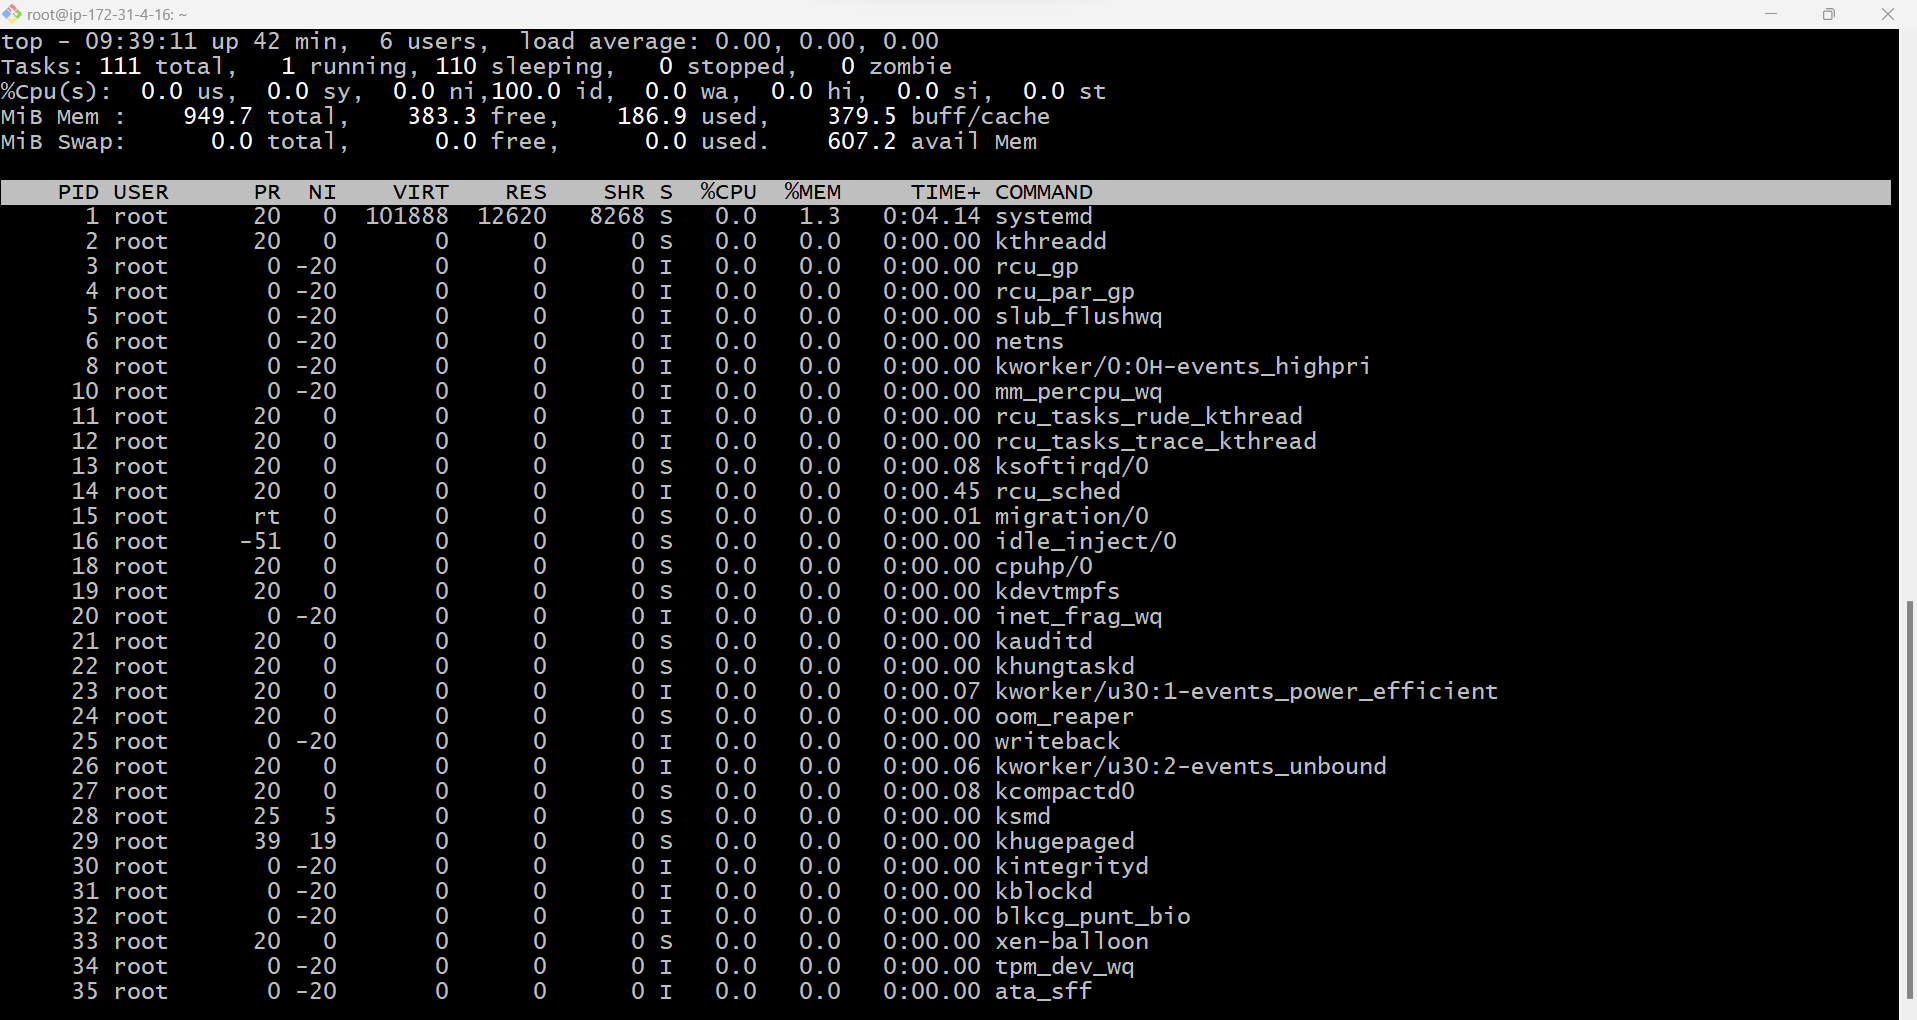 root@ip-172-31-4-16: ~
top - 09:39:11 up 42 min,  6 users,  load average: 0.00, 0.00, 0.00
Tasks: 111 total,   1 running, 110 sleeping,   0 stopped,   0 zombie
%Cpu(s):  0.0 us,  0.0 sy,  0.0 ni,100.0 id,  0.0 wa,  0.0 hi,  0.0 si,  0.0 st
MiB Mem :    949.7 total,    383.3 free,    186.9 used,    379.5 buff/cache
MiB Swap:      0.0 total,      0.0 free,      0.0 used.    607.2 avail Mem
PID USER      PR  NI    VIRT    RES    SHR S  %CPU  %MEM     TIME+ COMMAND
1 root      20   0  101888  12620   8268 S   0.0   1.3   0:04.14 systemd
2 root      20   0       0      0      0 S   0.0   0.0   0:00.00 kthreadd
3 root       0 -20       0      0      0 I   0.0   0.0   0:00.00 rcu_gp
4 root       0 -20       0      0      0 I   0.0   0.0   0:00.00 rcu_par_gp
5 root       0 -20       0      0      0 I   0.0   0.0   0:00.00 slub_flushwq
6 root       0 -20       0      0      0 I   0.0   0.0   0:00.00 netns
8 root       0 -20       0      0      0 I   0.0   0.0   0:00.00 kworker/0:0H-events_highpri
10 root       0 -20       0      0      0 I   0.0   0.0   0:00.00 mm_percpu_wq
11 root      20   0       0      0      0 I   0.0   0.0   0:00.00 rcu_tasks_rude_kthread
12 root      20   0       0      0      0 I   0.0   0.0   0:00.00 rcu_tasks_trace_kthread
13 root      20   0       0      0      0 S   0.0   0.0   0:00.08 ksoftirqd/0
14 root      20   0       0      0      0 I   0.0   0.0   0:00.45 rcu_sched
15 root      rt   0       0      0      0 S   0.0   0.0   0:00.01 migration/0
16 root     -51   0       0      0      0 S   0.0   0.0   0:00.00 idle_inject/0
18 root      20   0       0      0      0 S   0.0   0.0   0:00.00 cpuhp/0
19 root      20   0       0      0      0 S   0.0   0.0   0:00.00 kdevtmpfs
20 root       0 -20       0      0      0 I   0.0   0.0   0:00.00 inet_frag_wq
21 root      20   0       0      0      0 S   0.0   0.0   0:00.00 kauditd
22 root      20   0       0      0      0 S   0.0   0.0   0:00.00 khungtaskd
23 root      20   0       0      0      0 I   0.0   0.0   0:00.07 kworker/u30:1-events_power_efficient
24 root      20   0       0      0      0 S   0.0   0.0   0:00.00 oom_reaper
25 root       0 -20       0      0      0 I   0.0   0.0   0:00.00 writeback
26 root      20   0       0      0      0 I   0.0   0.0   0:00.06 kworker/u30:2-events_unbound
27 root      20   0       0      0      0 S   0.0   0.0   0:00.08 kcompactd0
28 root      25   5       0      0      0 S   0.0   0.0   0:00.00 ksmd
29 root      39  19       0      0      0 S   0.0   0.0   0:00.00 khugepaged
30 root       0 -20       0      0      0 I   0.0   0.0   0:00.00 kintegrityd
31 root       0 -20       0      0      0 I   0.0   0.0   0:00.00 kblockd
32 root       0 -20       0      0      0 I   0.0   0.0   0:00.00 blkcg_punt_bio
33 root      20   0       0      0      0 S   0.0   0.0   0:00.00 xen-balloon
34 root       0 -20       0      0      0 I   0.0   0.0   0:00.00 tpm_dev_wq
35 root       0 -20       0      0      0 I   0.0   0.0   0:00.00 ata_sff